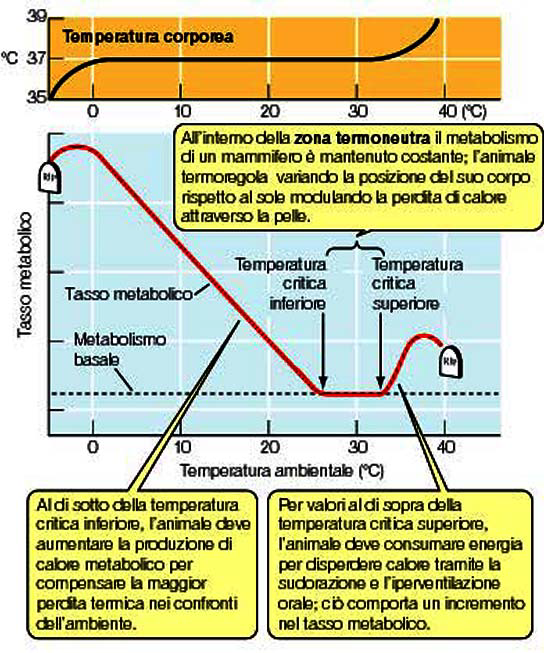 39
Temperatura corporea
°C 37
35
0 10 20 30 40 (°C)
All'interno della zona termoneutra il metabolismo
di un mammifero è mantenuto costante; l'animale
termoregola variando la posizione del suo corpo
rispetto al sole modulando la perdita di calore
attraverso la pelle.
RIP
Tasso metabolico
Temperatura
critica
inferiore
Temperatura
critica
superiore
Tasso metabolico
Metabolismo
basale
RIP
0 10 20 30 40
Temperatura ambientale (°C)
Al di sotto della temperatura
critica inferiore, l'animale deve
aumentare la produzione di
calore metabolico per
compensare la maggior
perdita termica nei confronti
dell'ambiente.
Per valori al di sopra della
temperatura critica superiore,
l'animale deve consumare energia
per disperdere calore tramite la
sudorazione e l'iperventilazione
orale; ciò comporta un incremento
nel tasso metabolico.